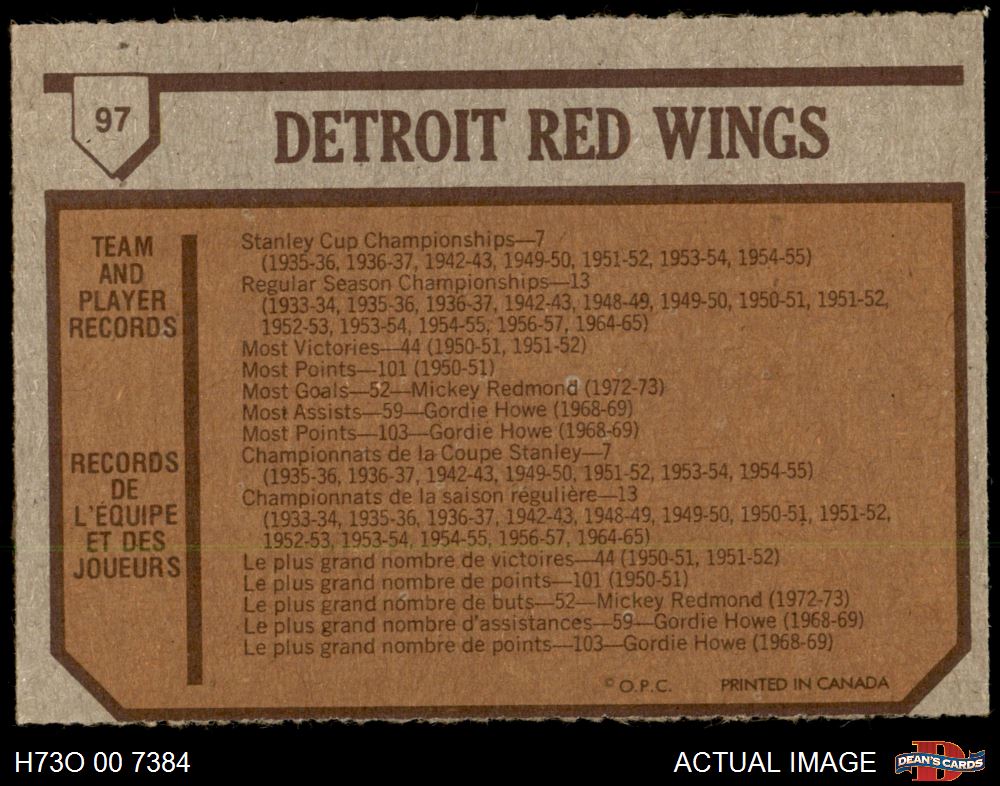 97
DETROIT RED WINGS
TEAM
AND
PLAYER
RECORDS
Stanley Cup Championships—7
(1935-36, 1936-37, 1942-43, 1949-50, 1951-52, 1953-54, 1954-55)
Regular Season Championships—13
(1933-34, 1935-36, 1936-37, 1942-43, 1948-49, 1949-50, 1950-51, 1951-52,
1952-53, 1953-54, 1954-55, 1956-57, 1964-65)
Most Victories—44 (1950-51, 1951-52)
Most Points—101 (1950-51)
Most Goals—52—Mickey Redmond (1972-73)
Most Assists—59—Gordie Howe (1968-69)
Most Points—103—Gordie Howe (1968-69)
RECORDS
DE
L'ÉQUIPE
ET DES
JOUEURS
Championnats de la Coupe Stanley—7
(1935-36, 1936-37, 1942-43, 1949-50, 1951-52, 1953-54, 1954-55)
Championnats de la saison régulière—13
(1933-34, 1935-36, 1936-37, 1942-43, 1948-49, 1949-50, 1950-51, 1951-52,
1952-53, 1953-54, 1954-55, 1956-57, 1964-65)
Le plus grand nombre de victoires—44 (1950-51, 1951-52)
Le plus grand nombre de points—101 (1950-51)
Le plus grand nombre de buts—52—Mickey Redmond (1972-73)
Le plus grand nombre d'assistances—59—Gordie Howe (1968-69)
Le plus grand nombre de points—103—Gordie Howe (1968-69)
© O.P.C. PRINTED IN CANADA
H73O 00 7384
ACTUAL IMAGE
D
DEAN'S CARDS